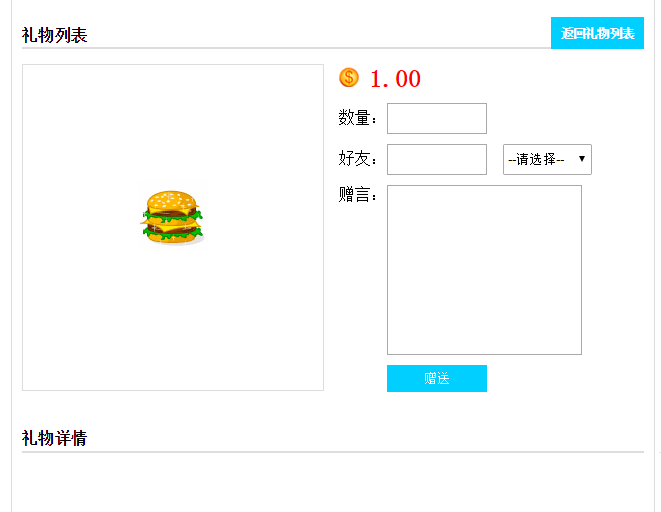 礼物列表
返回礼物列表
$ 1.00
数量：
好友： --请选择--
赠言：
赠送
礼物详情